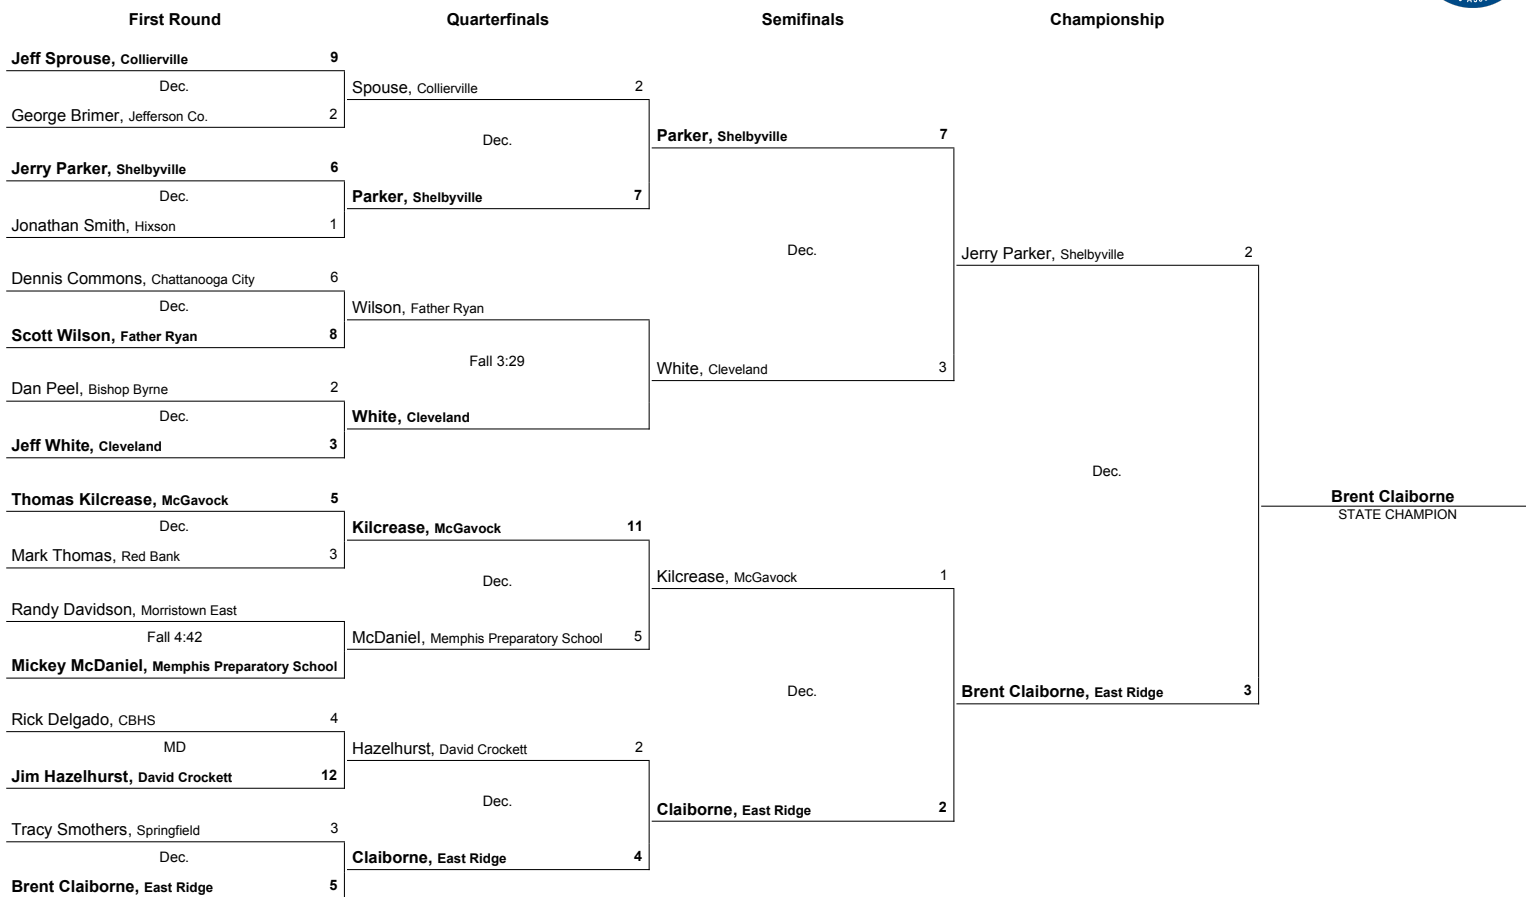 First Round
Quarterfinals
Semifinals
Championship
Jeff Sprouse, Collierville 9
Dec.
George Brimer, Jefferson Co. 2
Jerry Parker, Shelbyville 6
Dec.
Jonathan Smith, Hixson 1
Dennis Commons, Chattanooga City 6
Dec.
Scott Wilson, Father Ryan 8
Dan Peel, Bishop Byrne 2
Dec.
Jeff White, Cleveland 3
Thomas Kilcrease, McGavock 5
Dec.
Mark Thomas, Red Bank 3
Randy Davidson, Morristown East
Fall 4:42
Mickey McDaniel, Memphis Preparatory School
Rick Delgado, CBHS 4
MD
Jim Hazelhurst, David Crockett 12
Tracy Smothers, Springfield 3
Dec.
Brent Claiborne, East Ridge 5
Spouse, Collierville 2
Dec.
Parker, Shelbyville 7
Wilson, Father Ryan
Fall 3:29
White, Cleveland
Kilcrease, McGavock 11
Dec.
McDaniel, Memphis Preparatory School 5
Hazelhurst, David Crockett 2
Dec.
Claiborne, East Ridge 4
Parker, Shelbyville 7
Dec.
White, Cleveland 3
Kilcrease, McGavock 1
Dec.
Claiborne, East Ridge 2
Jerry Parker, Shelbyville 2
Dec.
Brent Claiborne, East Ridge 3
Brent Claiborne
STATE CHAMPION